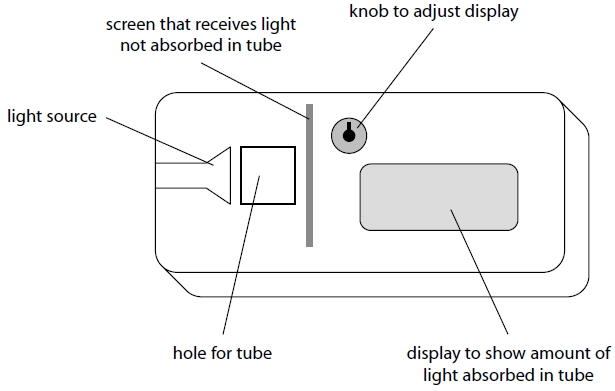 knob to adjust display
screen that receives light
not absorbed in tube
light source
hole for tube
display to show amount of
light absorbed in tube